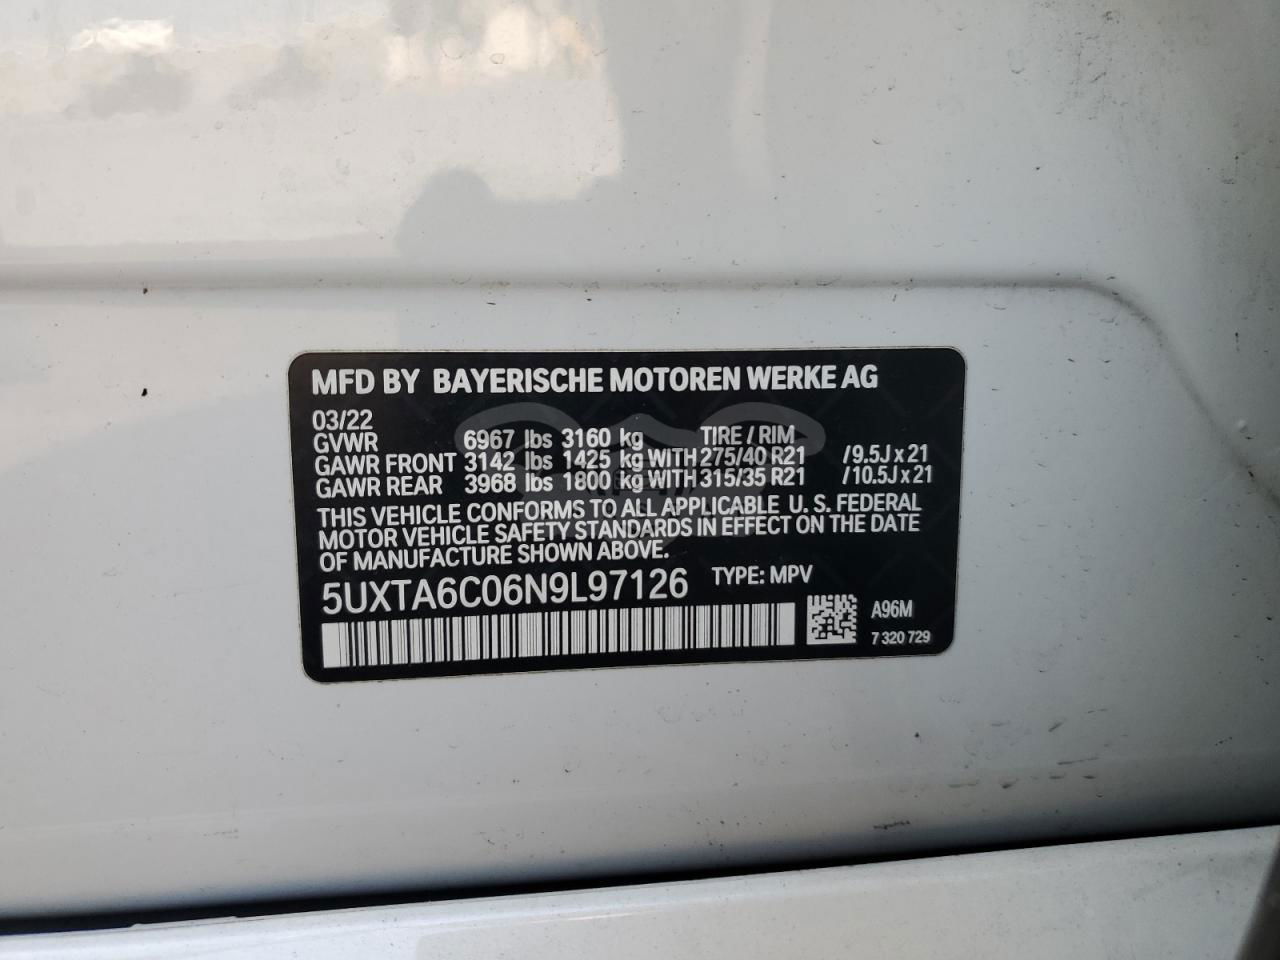 MFD BY BAYERISCHE MOTOREN WERKE AG
03/22
GVWR 6967 lbs 3160 kg TIRE / RIM
GAWR FRONT 3142 lbs 1425 kg WITH 275/40 R21 /9.5J x 21
GAWR REAR 3968 lbs 1800 kg WITH 315/35 R21 /10.5J x 21
THIS VEHICLE CONFORMS TO ALL APPLICABLE U. S. FEDERAL
MOTOR VEHICLE SAFETY STANDARDS IN EFFECT ON THE DATE
OF MANUFACTURE SHOWN ABOVE.
5UXTA6C06N9L97126 TYPE: MPV
A96M
7 320 729